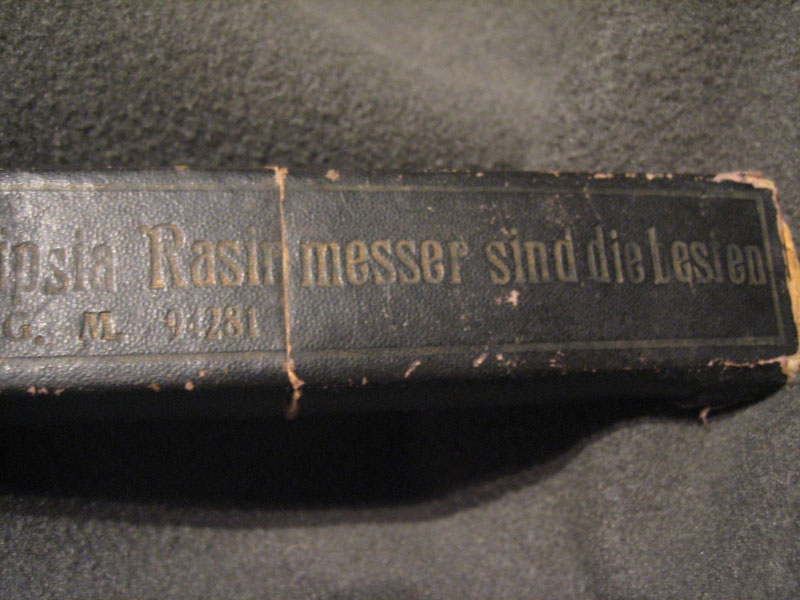 ipsia Rasirmesser sind die besten
G. M. 94281